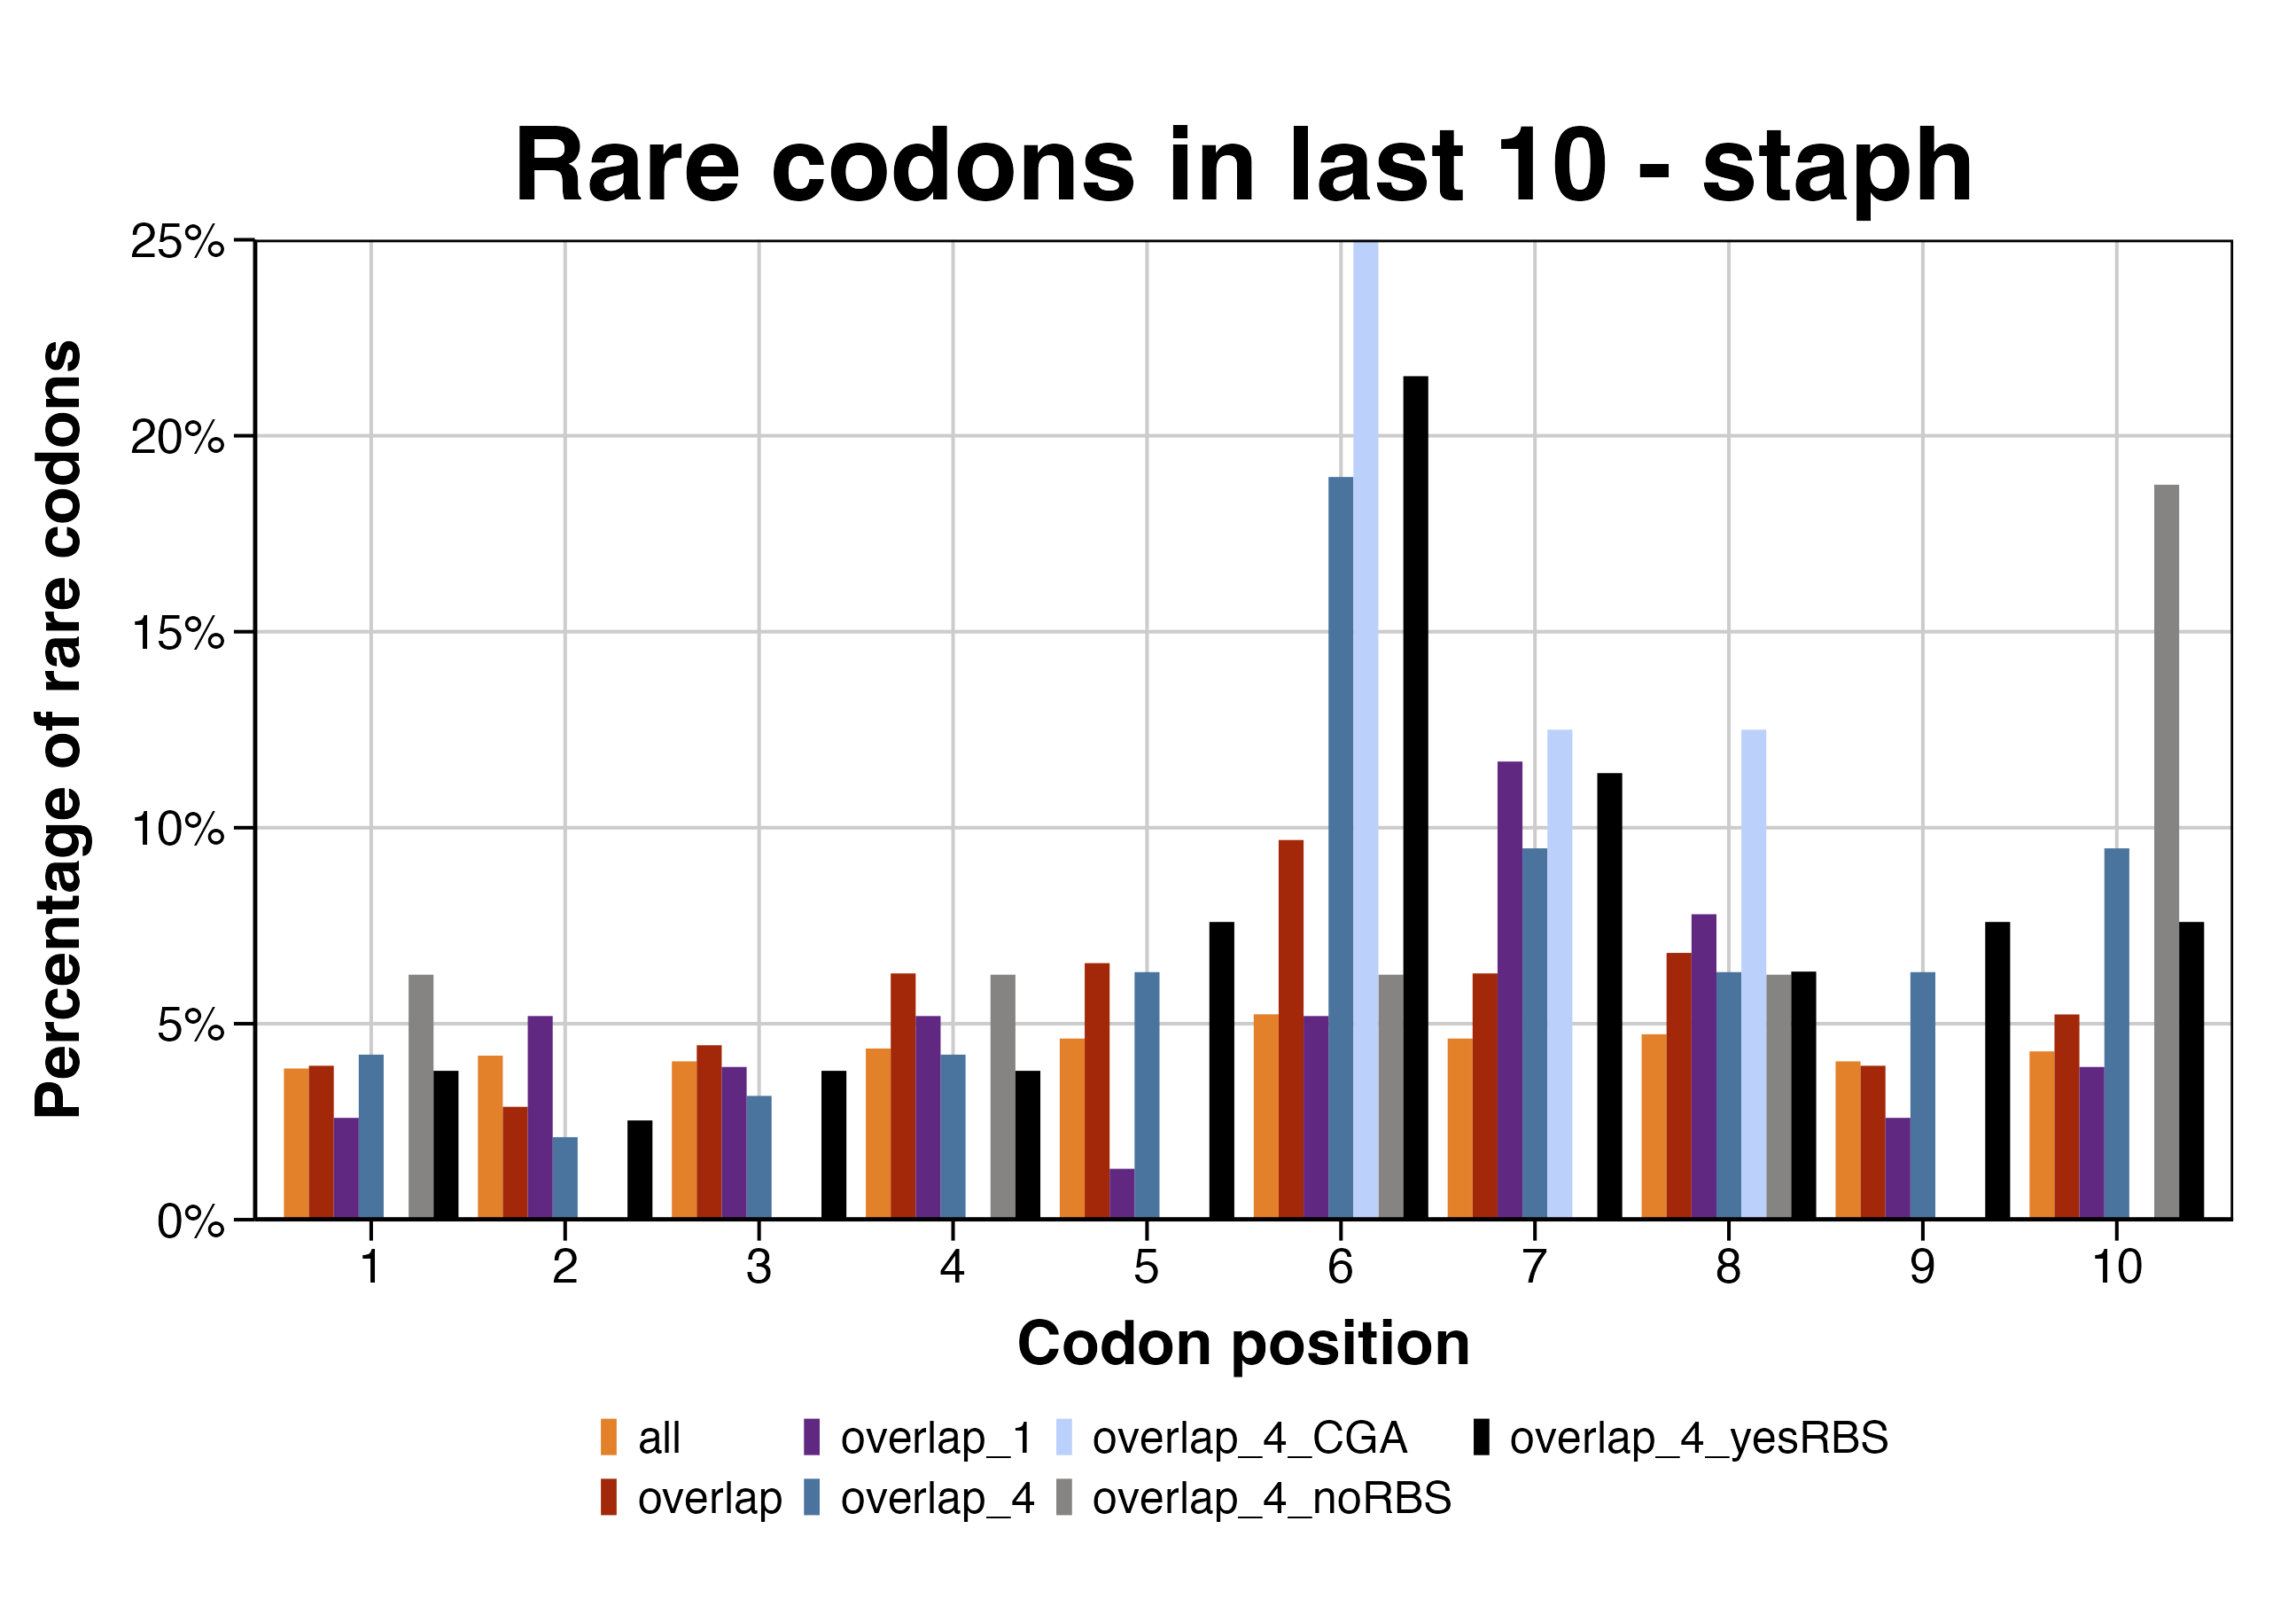 Rare codons in last 10 - staph
Percentage of rare codons
25%
20%
15%
10%
5%
0%
1 2 3 4 5 6 7 8 9 10
Codon position
all overlap_1 overlap_4_CGA overlap_4_yesRBS
overlap overlap_4 overlap_4_noRBS